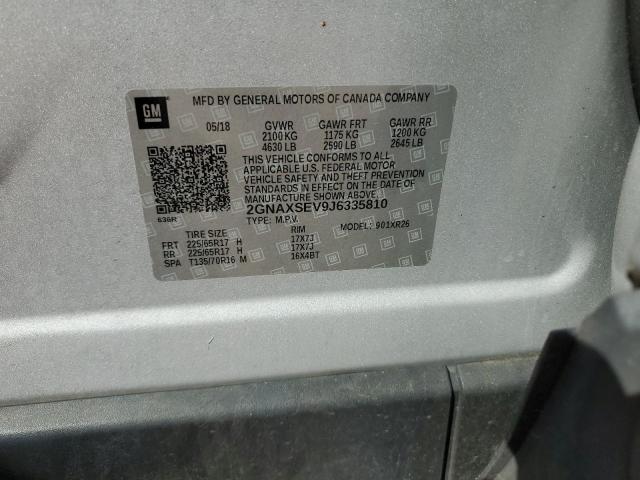 GM
MFD BY GENERAL MOTORS OF CANADA COMPANY
05/18 GVWR GAWR FRT GAWR RR
2100 KG 1175 KG 1200 KG
4630 LB 2590 LB 2645 LB
THIS VEHICLE CONFORMS TO ALL
APPLICABLE U.S. FEDERAL MOTOR
VEHICLE SAFETY AND THEFT PREVENTION
STANDARDS IN EFFECT ON THE DATE OF
MANUFACTURE SHOWN ABOVE.
2GNAXSEV9J6335810
636R TYPE: M.P.V. MODEL: 901XR26
TIRE SIZE RIM
FRT 225/65R17 H 17X7J
RR 225/65R17 H 17X7J
SPA T135/70R16 M 16X4BT